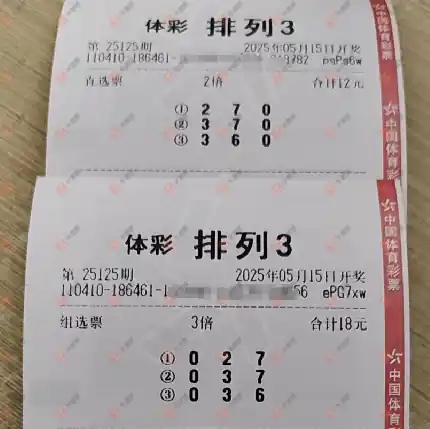 体彩 排列3
第 25125期 2025年05月15日开奖
110410-186461- 8782 psPs6w
直选票 2倍 合计12元
① 2 7 0
② 3 7 0
③ 3 6 0
中国体育彩票
体彩 排列3
第 25125期 2025年05月15日开奖
110410-186461-1 56 ePG7xw
组选票 3倍 合计18元
① 0 2 7
② 0 3 7
③ 0 3 6
中国体育彩票
中国体育彩